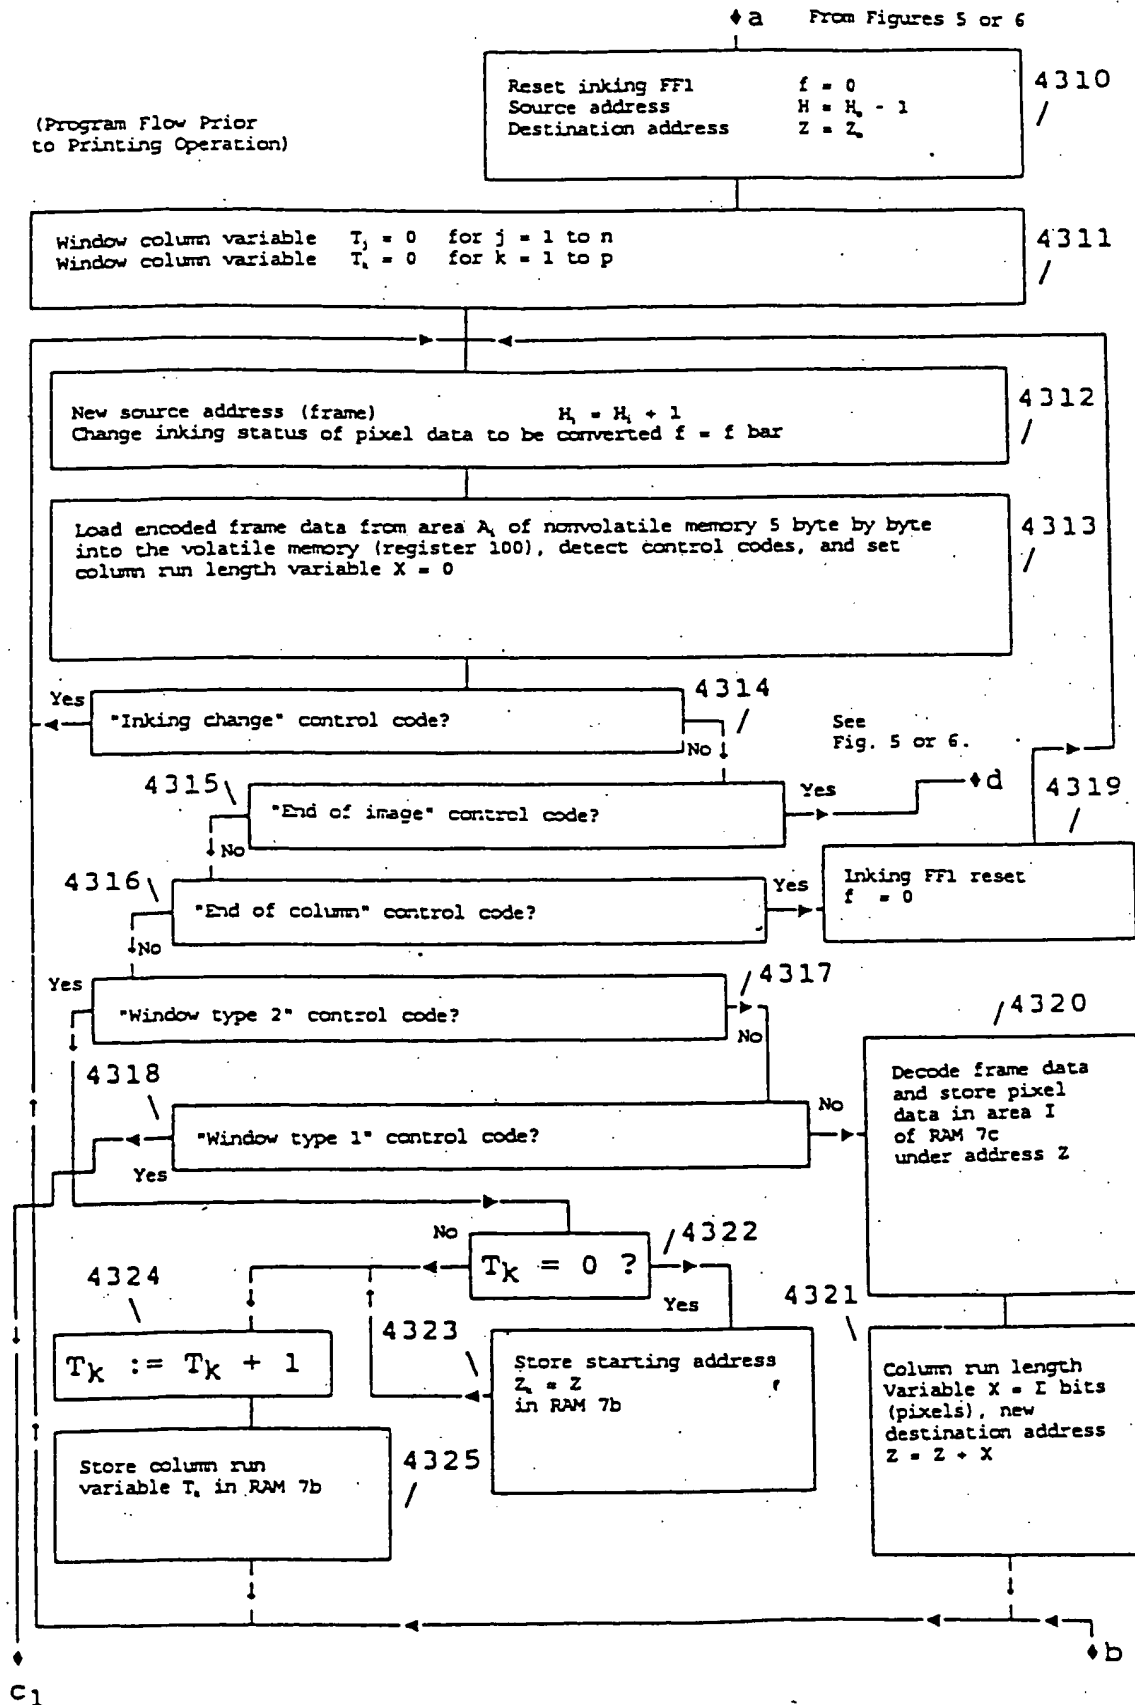 a From Figures 5 or 6
Reset inking FF1 f = 0
Source address H = H - 1
Destination address Z = Z
4310
(Program Flow Prior
to Printing Operation)
Window column variable Tj = 0 for j = 1 to n
Window column variable T = 0 for k = 1 to p
4311
New source address (frame) Hi = Hi + 1
Change inking status of pixel data to be converted f = f bar
4312
Load encoded frame data from area Ai of nonvolatile memory 5 byte by byte
into the volatile memory (register 100), detect control codes, and set
column run length variable X = 0
4313
Yes
"Inking change" control code?
4314
No
See
Fig. 5 or 6.
4315
"End of image" control code?
Yes
d
No
4319
Inking FF1 reset
f = 0
4316
"End of column" control code?
Yes
No
Yes
"Window type 2" control code?
4317
No
4320
Decode frame data
and store pixel
data in area I
of RAM 7c
under address Z
4318
"Window type 1" control code?
No
Yes
No
Tk = 0 ?
4322
Yes
4324
Tk := Tk + 1
4323
Store starting address
Z = Z
in RAM 7b
4321
Column run length
Variable X = Σ bits
(pixels), new
destination address
Z = Z + X
Store column run
variable T in RAM 7b
4325
b
c1